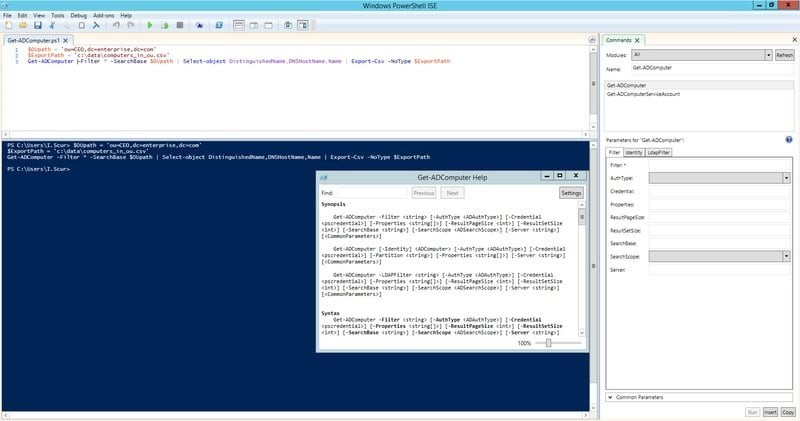 Windows PowerShell ISE
File Edit View Tools Debug Add-ons Help
Get-ADComputer.ps1 X
1 $OUpath = 'ou=CEO,dc=enterprise,dc=com'
2 $ExportPath = 'c:\data\computers_in_ou.csv'
3 Get-ADComputer -Filter * -SearchBase $OUpath | Select-object DistinguishedName,DNSHostName,Name | Export-Csv -NoType $ExportPath
PS C:\Users\I.Scur> $OUpath = 'ou=CEO,dc=enterprise,dc=com'
$ExportPath = 'c:\data\computers_in_ou.csv'
Get-ADComputer -Filter * -SearchBase $OUpath | Select-object DistinguishedName,DNSHostName,Name | Export-Csv -NoType $ExportPath
PS C:\Users\I.Scur>
Get-ADComputer Help
Find:
Previous
Next
Settings
Synopsis
Get-ADComputer -Filter <string> [-AuthType <ADAuthType>] [-Credential
<pscredential>] [-Properties <string[]>] [-ResultPageSize <int>] [-ResultSetSize
<int>] [-SearchBase <string>] [-SearchScope <ADSearchScope>] [-Server <string>]
[<CommonParameters>]
Get-ADComputer [-Identity] <ADComputer> [-AuthType <ADAuthType>] [-Credential
<pscredential>] [-Partition <string>] [-Properties <string[]>] [-Server <string>]
[<CommonParameters>]
Get-ADComputer -LDAPFilter <string> [-AuthType <ADAuthType>] [-Credential
<pscredential>] [-Properties <string[]>] [-ResultPageSize <int>] [-ResultSetSize
<int>] [-SearchBase <string>] [-SearchScope <ADSearchScope>] [-Server <string>]
[<CommonParameters>]
Syntax
Get-ADComputer -Filter <string> [-AuthType <ADAuthType>] [-Credential
<pscredential>] [-Properties <string[]>] [-ResultPageSize <int>] [-ResultSetSize
<int>] [-SearchBase <string>] [-SearchScope <ADSearchScope>] [-Server <string>]
100%
Commands X
Modules: All
Refresh
Name: Get-ADComputer
Get-ADComputer
Get-ADComputerServiceAccount
Parameters for "Get-ADComputer":
Filter Identity LdapFilter
Filter: *
AuthType:
Credential:
Properties:
ResultPageSize:
ResultSetSize:
SearchBase:
SearchScope:
Server:
Common Parameters
Run Insert Copy